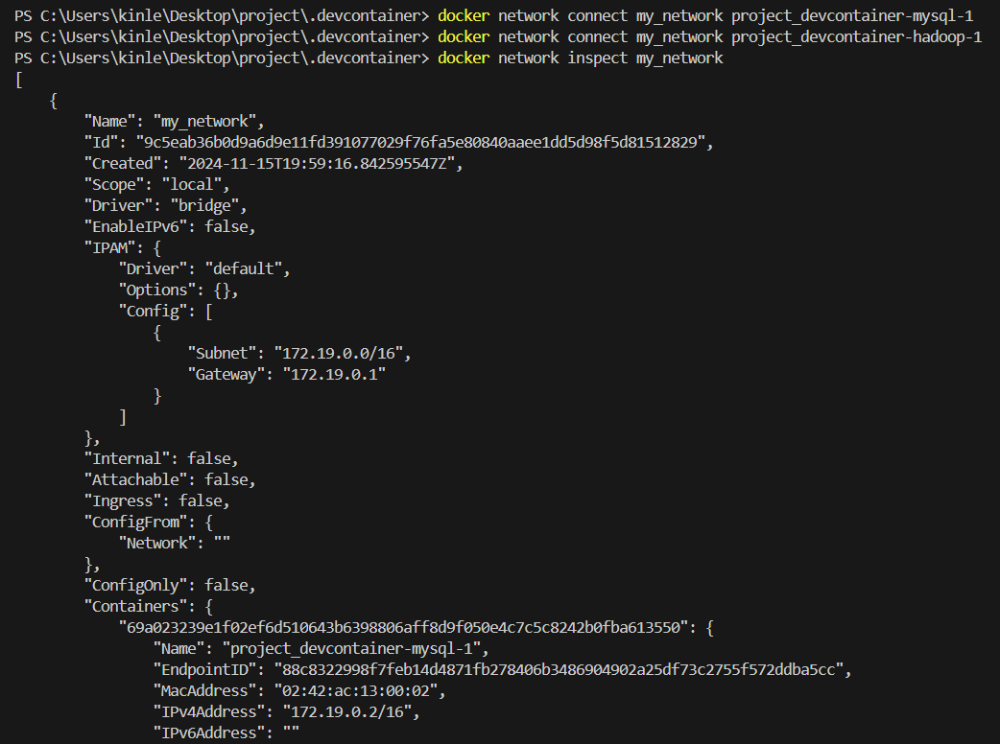 PS C:\Users\kinle\Desktop\project\.devcontainer> docker network connect my_network project_devcontainer-mysql-1
PS C:\Users\kinle\Desktop\project\.devcontainer> docker network connect my_network project_devcontainer-hadoop-1
PS C:\Users\kinle\Desktop\project\.devcontainer> docker network inspect my_network
[
    {
        "Name": "my_network",
        "Id": "9c5eab36b0d9a6d9e11fd391077029f76fa5e80840aaee1dd5d98f5d81512829",
        "Created": "2024-11-15T19:59:16.842595547Z",
        "Scope": "local",
        "Driver": "bridge",
        "EnableIPv6": false,
        "IPAM": {
            "Driver": "default",
            "Options": {},
            "Config": [
                {
                    "Subnet": "172.19.0.0/16",
                    "Gateway": "172.19.0.1"
                }
            ]
        },
        "Internal": false,
        "Attachable": false,
        "Ingress": false,
        "ConfigFrom": {
            "Network": ""
        },
        "ConfigOnly": false,
        "Containers": {
            "69a023239e1f02ef6d510643b6398806aff8d9f050e4c7c5c8242b0fba613550": {
                "Name": "project_devcontainer-mysql-1",
                "EndpointID": "88c8322998f7feb14d4871fb278406b3486904902a25df73c2755f572ddba5cc",
                "MacAddress": "02:42:ac:13:00:02",
                "IPv4Address": "172.19.0.2/16",
                "IPv6Address": ""